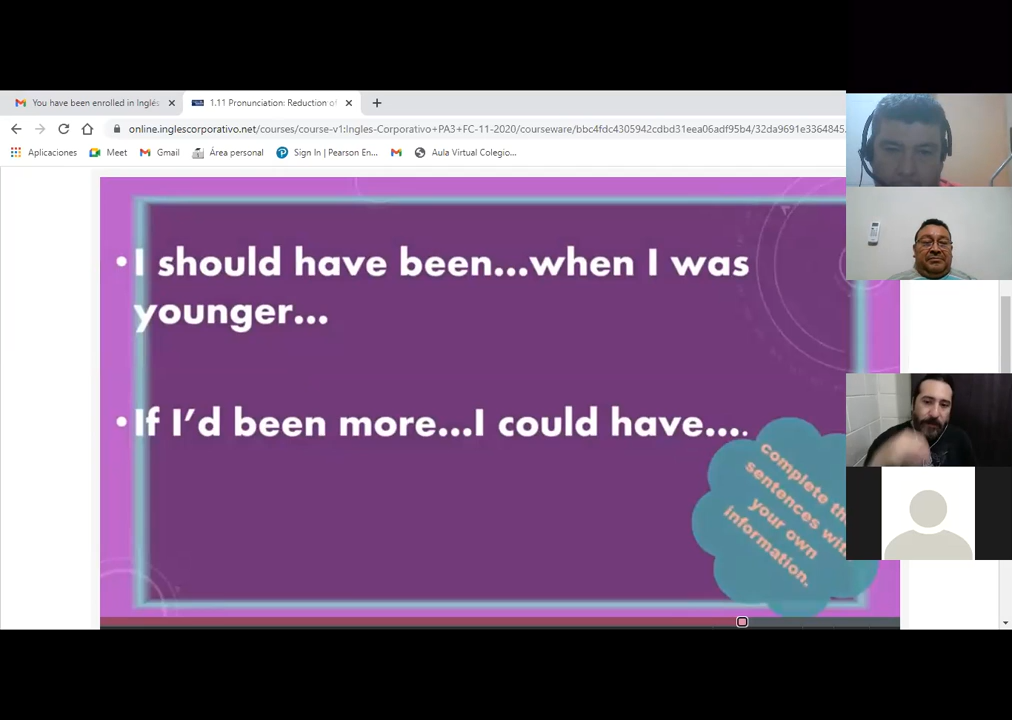 You have been enrolled in Inglés
1.11 Pronunciation: Reduction of
online.inglescorporativo.net/courses/course-v1:Ingles-Corporativo+PA3+FC-11-2020/courseware/bbc4fdc4305942cdbd31eea06adf95b4/32da9691e3364845.
Aplicaciones Meet Gmail Área personal Sign In | Pearson En... Aula Virtual Colegio...
•I should have been...when I was
younger...
•If I'd been more...I could have....
complete
sentences
your own
information.